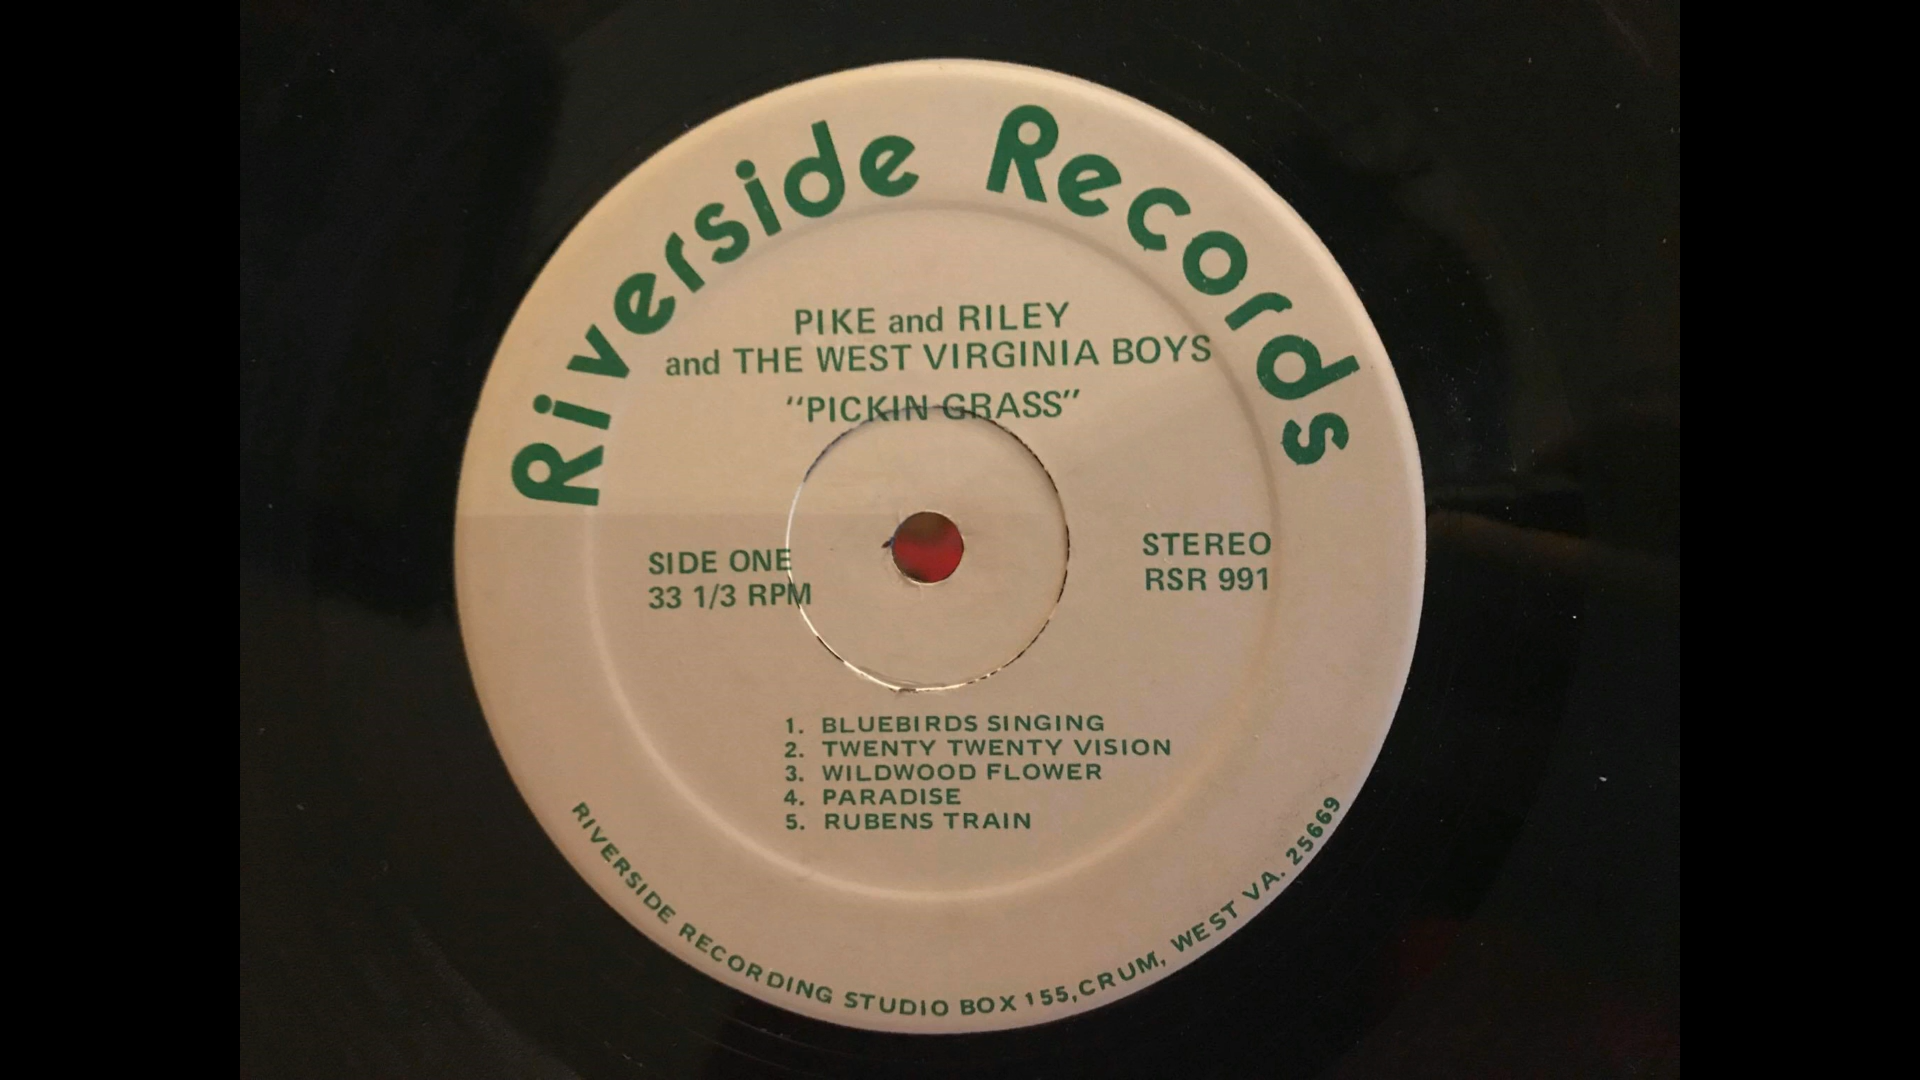 Riverside Records
PIKE and RILEY
and THE WEST VIRGINIA BOYS
"PICKIN GRASS"
SIDE ONE
33 1/3 RPM
STEREO
RSR 991
1. BLUEBIRDS SINGING
2. TWENTY TWENTY VISION
3. WILDWOOD FLOWER
4. PARADISE
5. RUBENS TRAIN
RIVERSIDE RECORDING STUDIO BOX 155, CRUM, WEST VA. 25669